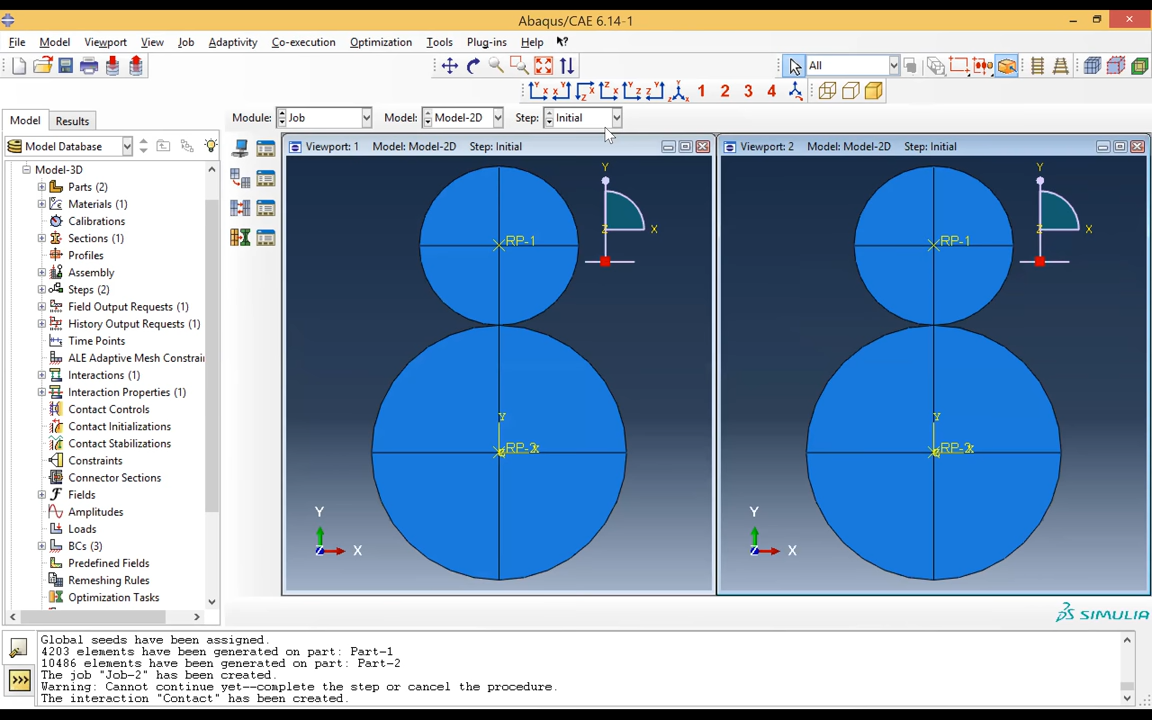 Abaqus/CAE 6.14-1
File Model Viewport View Job Adaptivity Co-execution Optimization Tools Plug-ins Help
All
1 2 3 4
Model Results Module: Job Model: Model-2D Step: Initial
Model Database
Viewport: 1 Model: Model-2D Step: Initial
Viewport: 2 Model: Model-2D Step: Initial
Model-3D
Parts (2)
Materials (1)
Calibrations
Sections (1)
Profiles
Assembly
Steps (2)
Field Output Requests (1)
History Output Requests (1)
Time Points
ALE Adaptive Mesh Constrai
Interactions (1)
Interaction Properties (1)
Contact Controls
Contact Initializations
Contact Stabilizations
Constraints
Connector Sections
Fields
Amplitudes
Loads
BCs (3)
Predefined Fields
Remeshing Rules
Optimization Tasks
Y
Z X
RP-1
Y
Y
Z X
Y
Z X
RP-1
Y
Y
Z X
SIMULIA
Global seeds have been assigned.
4203 elements have been generated on part: Part-1
10486 elements have been generated on part: Part-2
The job "Job-2" has been created.
Warning: Cannot continue yet--complete the step or cancel the procedure.
The interaction "Contact" has been created.